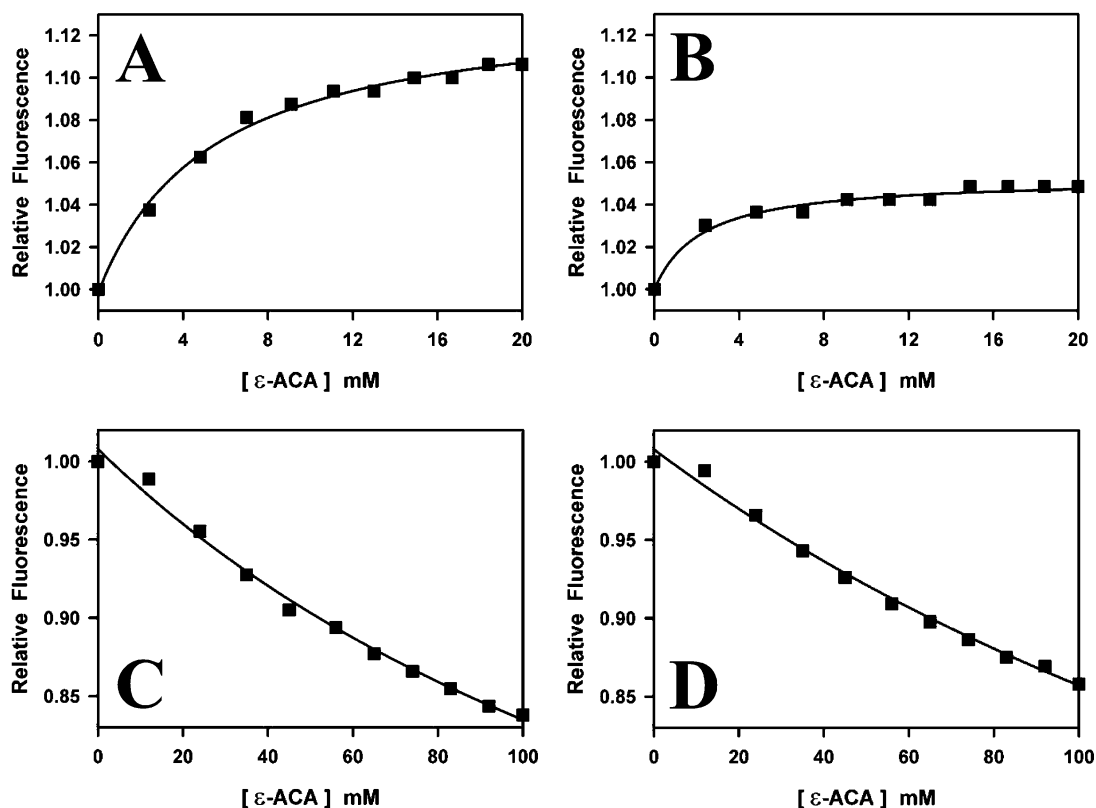 A
Relative Fluorescence
1.12
1.10
1.08
1.06
1.04
1.02
1.00
0 4 8 12 16 20
[ ε-ACA ] mM
B
Relative Fluorescence
1.12
1.10
1.08
1.06
1.04
1.02
1.00
0 4 8 12 16 20
[ ε-ACA ] mM
C
Relative Fluorescence
1.00
0.95
0.90
0.85
0 20 40 60 80 100
[ ε-ACA ] mM
D
Relative Fluorescence
1.00
0.95
0.90
0.85
0 20 40 60 80 100
[ ε-ACA ] mM